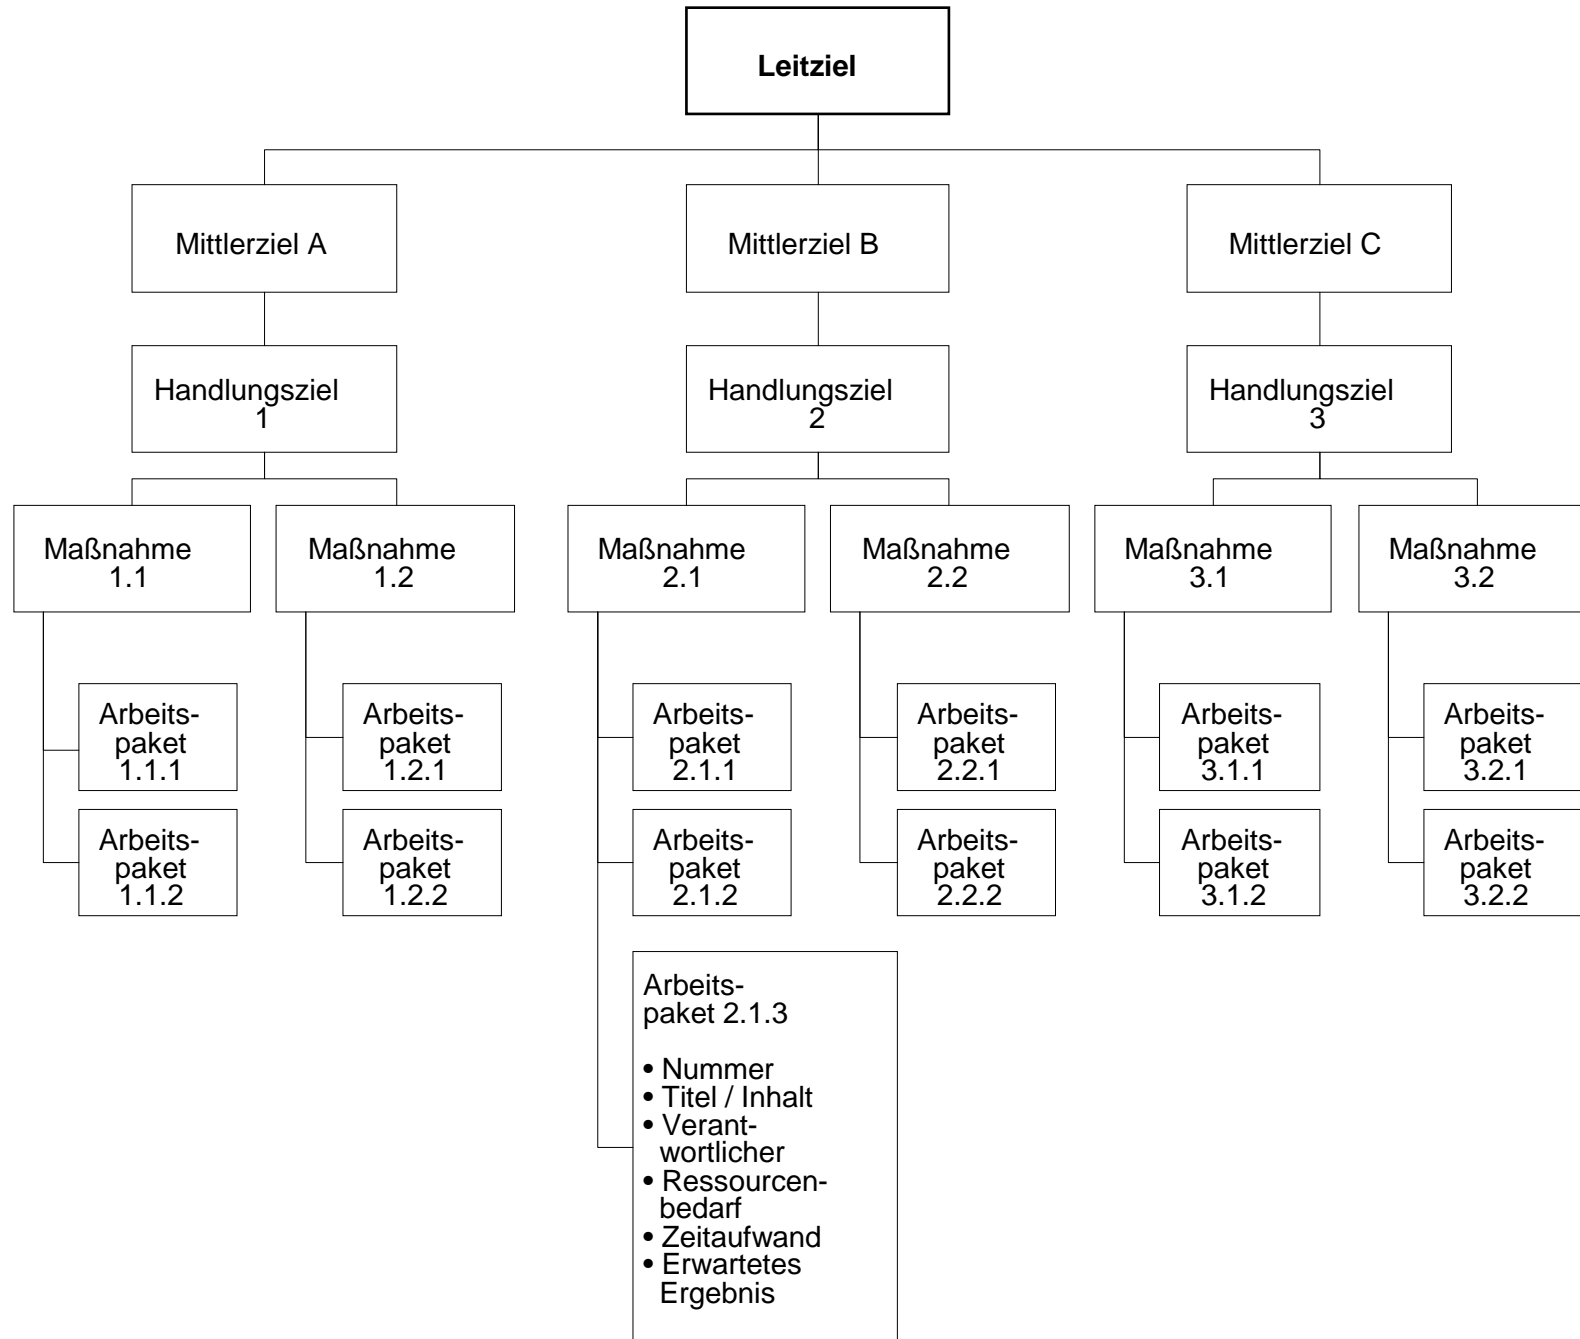 Leitziel
Mittlerziel A
Mittlerziel B
Mittlerziel C
Handlungsziel
1
Handlungsziel
2
Handlungsziel
3
Maßnahme
1.1
Maßnahme
1.2
Maßnahme
2.1
Maßnahme
2.2
Maßnahme
3.1
Maßnahme
3.2
Arbeits-
paket
1.1.1
Arbeits-
paket
1.2.1
Arbeits-
paket
2.1.1
Arbeits-
paket
2.2.1
Arbeits-
paket
3.1.1
Arbeits-
paket
3.2.1
Arbeits-
paket
1.1.2
Arbeits-
paket
1.2.2
Arbeits-
paket
2.1.2
Arbeits-
paket
2.2.2
Arbeits-
paket
3.1.2
Arbeits-
paket
3.2.2
Arbeits-
paket 2.1.3
• Nummer
• Titel / Inhalt
• Verant-
wortlicher
• Ressourcen-
bedarf
• Zeitaufwand
• Erwartetes
Ergebnis